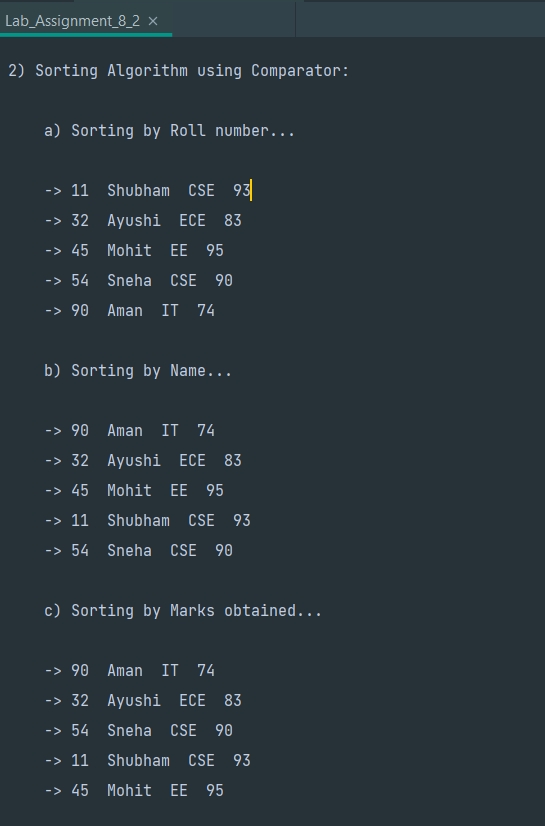 Lab_Assignment_8_2 ×
2) Sorting Algorithm using Comparator:
a) Sorting by Roll number...
-> 11  Shubham  CSE  93
-> 32  Ayushi  ECE  83
-> 45  Mohit  EE  95
-> 54  Sneha  CSE  90
-> 90  Aman  IT  74
b) Sorting by Name...
-> 90  Aman  IT  74
-> 32  Ayushi  ECE  83
-> 45  Mohit  EE  95
-> 11  Shubham  CSE  93
-> 54  Sneha  CSE  90
c) Sorting by Marks obtained...
-> 90  Aman  IT  74
-> 32  Ayushi  ECE  83
-> 54  Sneha  CSE  90
-> 11  Shubham  CSE  93
-> 45  Mohit  EE  95